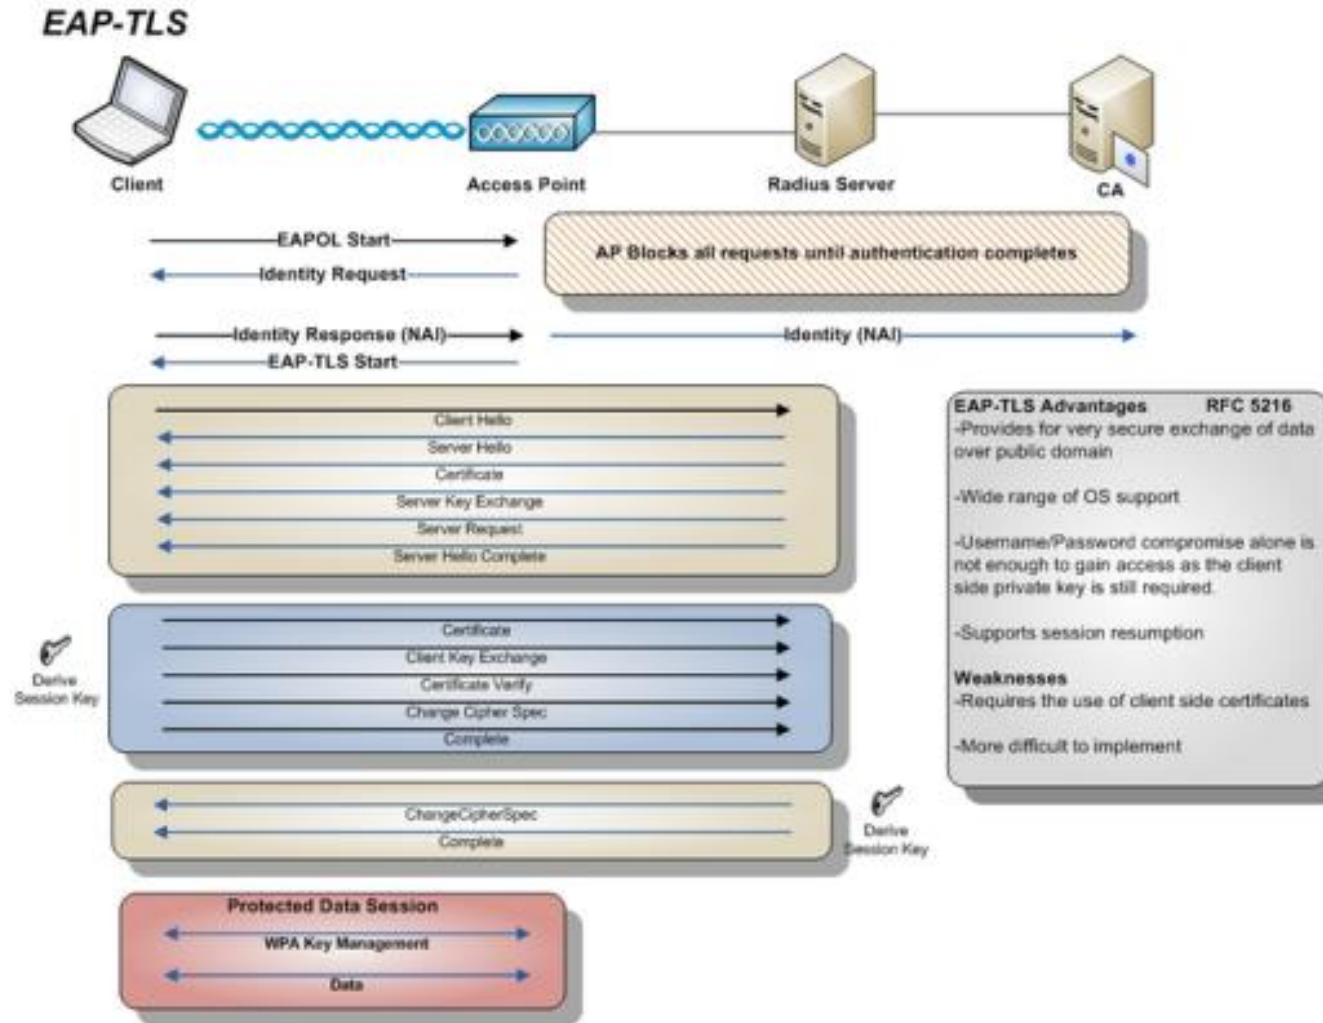 EAP-TLS
Client
Access Point
Radius Server
CA
EAPOL Start
Identity Request
AP Blocks all requests until authentication completes
Identity Response (NAI)
Identity (NAI)
EAP-TLS Start
Client Hello
Server Hello
Certificate
Server Key Exchange
Server Request
Server Hello Complete
Derive
Session Key
Certificate
Client Key Exchange
Certificate Verify
Change Cipher Spec
Complete
ChangeCipherSpec
Complete
Derive
Session Key
Protected Data Session
WPA Key Management
Data
EAP-TLS Advantages RFC 5216
-Provides for very secure exchange of data
over public domain
-Wide range of OS support
-Username/Password compromise alone is
not enough to gain access as the client
side private key is still required.
-Supports session resumption
Weaknesses
-Requires the use of client side certificates
-More difficult to implement